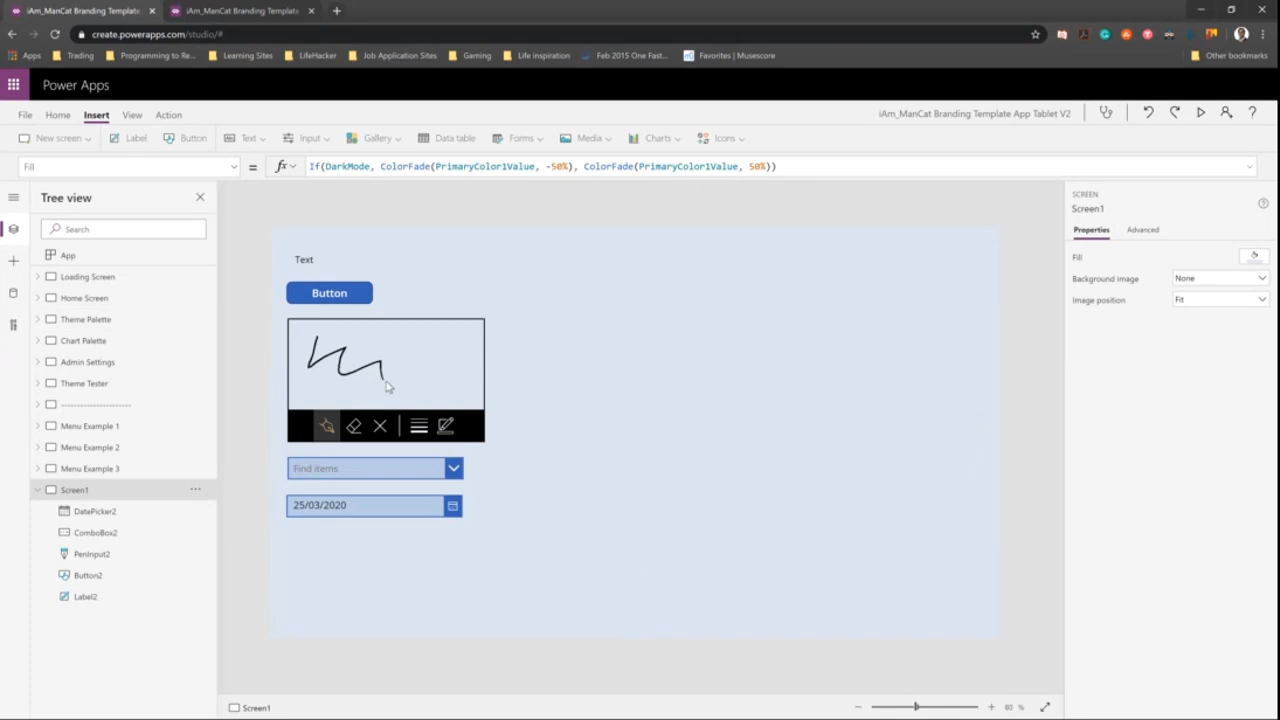 iAm_ManCat Branding Template
iAm_ManCat Branding Template
create.powerapps.com/studio/#
Apps Trading Programming to Re... Learning Sites LifeHacker Job Application Sites Gaming Life inspiration Feb 2015 One Fast... Favorites | Musescore Other bookmarks
Power Apps
File Home Insert View Action iAm_ManCat Branding Template App Tablet V2
New screen Label Button Text Input Gallery Data table Forms Media Charts Icons
Fill = fx If(DarkMode, ColorFade(PrimaryColor1Value, -50%), ColorFade(PrimaryColor1Value, 50%))
Tree view
Search
App
Loading Screen
Home Screen
Theme Palette
Chart Palette
Admin Settings
Theme Tester
----------------------
Menu Example 1
Menu Example 2
Menu Example 3
Screen1 ...
DatePicker2
ComboBox2
PenInput2
Button2
Label2
Text
Button
Find items
25/03/2020
SCREEN
Screen1
Properties Advanced
Fill
Background image None
Image position Fit
Screen1
80 %